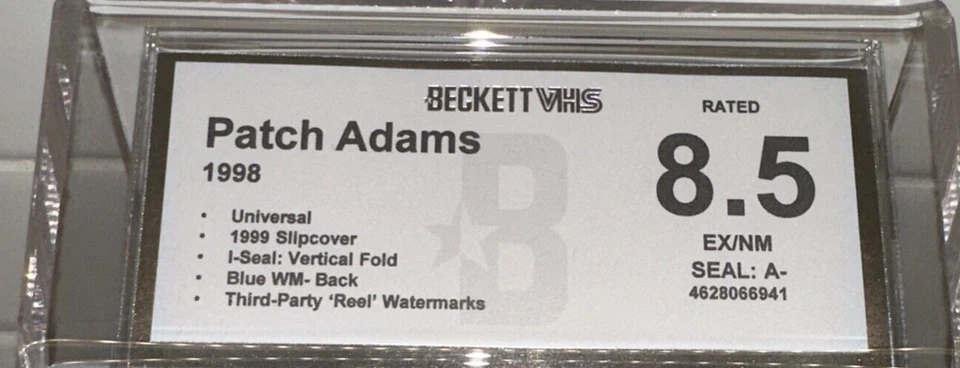 BECKETT VHS
Patch Adams
1998
• Universal
• 1999 Slipcover
• I-Seal: Vertical Fold
• Blue WM- Back
• Third-Party ‘Reel’ Watermarks
RATED
8.5
EX/NM
SEAL: A-
4628066941
B